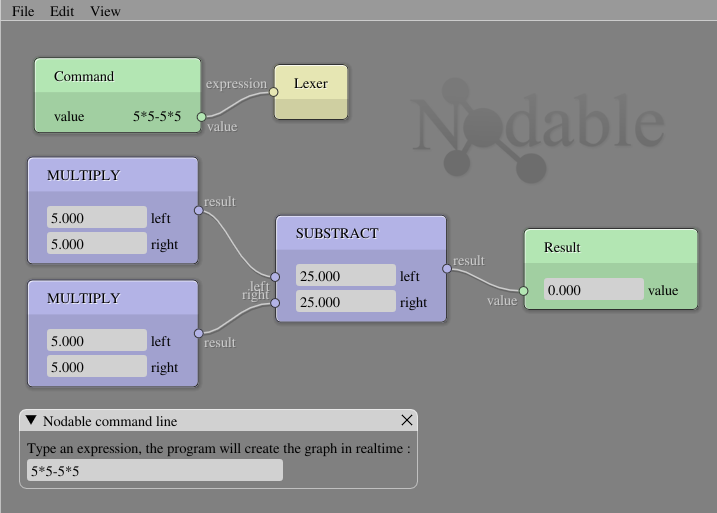 File Edit View
Command
value 5*5-5*5
value
expression
Lexer
Nodable
MULTIPLY
5.000 left
5.000 right
result
MULTIPLY
5.000 left
5.000 right
result
left
right
SUBSTRACT
25.000 left
25.000 right
result
value
Result
0.000 value
Nodable command line
Type an expression, the program will create the graph in realtime :
5*5-5*5